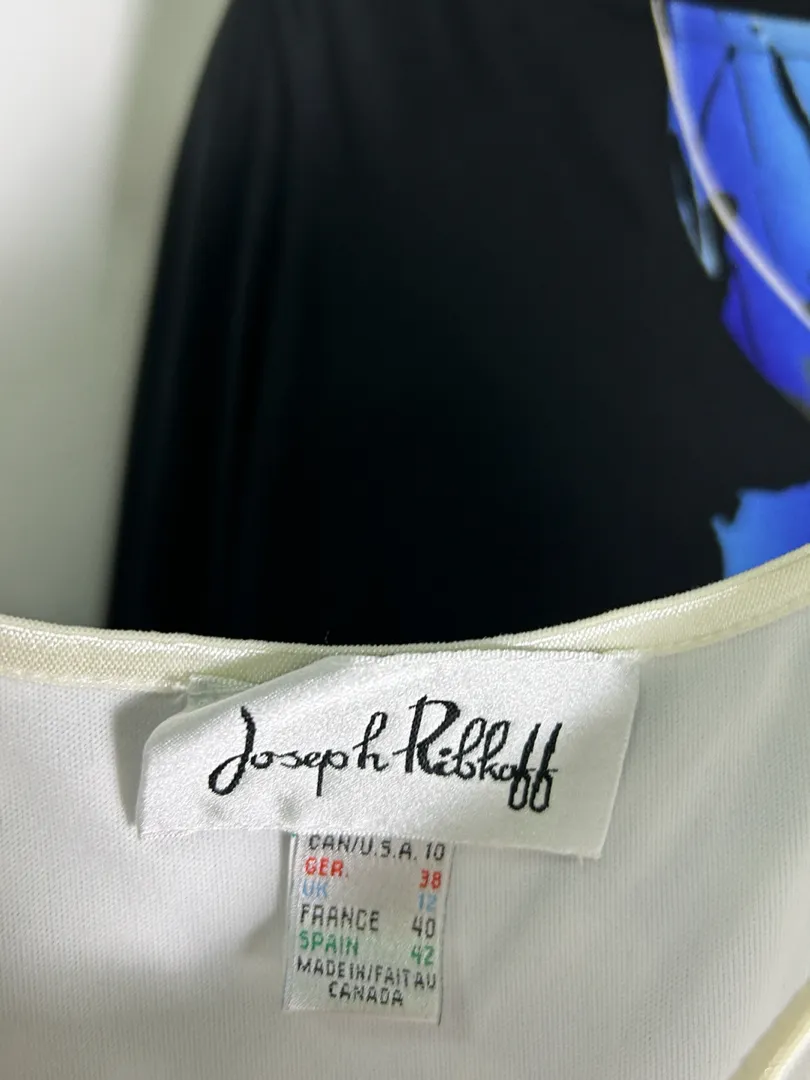 Joseph Ribkoff
CAN/U.S.A. 10
GER. 38
UK 12
FRANCE 40
SPAIN 42
MADE IN/FAIT AU
CANADA